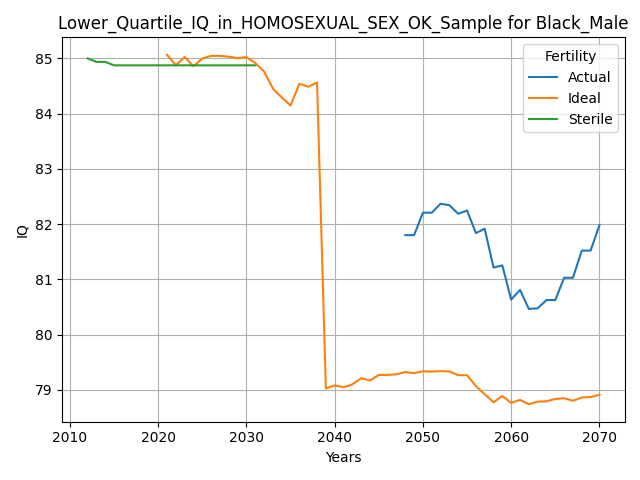 Lower_Quartile_IQ_in_HOMOSEXUAL_SEX_OK_Sample for Black_Male
Fertility
Actual
Ideal
Sterile
IQ
85
84
83
82
81
80
79
2010 2020 2030 2040 2050 2060 2070
Years